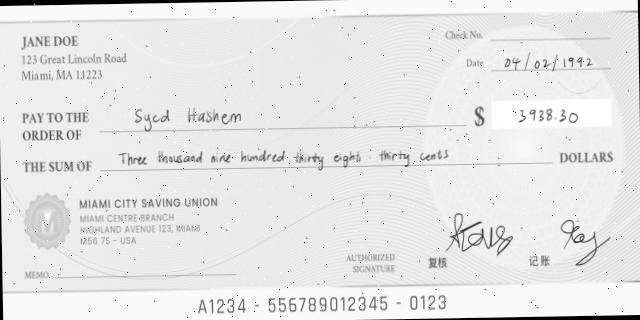 JANE DOE
123 Great Lincoln Road
Miami, MA 11223
Check No.
Date 04/02/1992
PAY TO THE ORDER OF Syed Hashem $ 3938.30
THE SUM OF Three thousand nine hundred thirty eight thirty cents DOLLARS
MIAMI CITY SAVING UNION
MIAMI CENTRE-BRANCH
HIGHLAND AVENUE 123, MIAMI
M56 7S - USA
MEMO
AUTHORIZED SIGNATURE
复核 记账
A1234 - 556789012345 - 0123